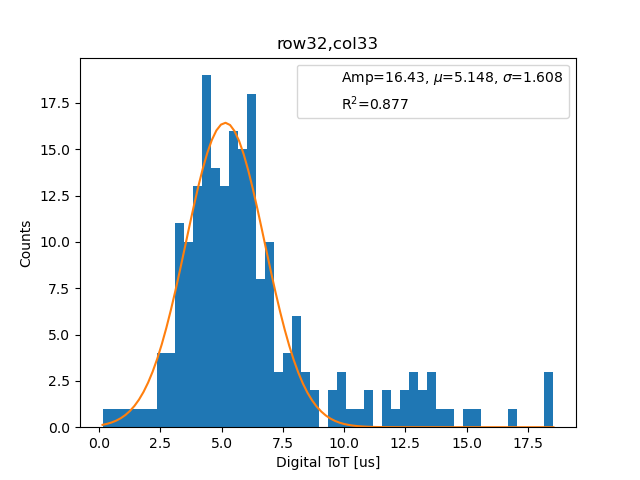 row32,col33
Amp=16.43, μ=5.148, σ=1.608
R²=0.877
17.5
15.0
12.5
10.0
7.5
5.0
2.5
0.0
Counts
0.0 2.5 5.0 7.5 10.0 12.5 15.0 17.5
Digital ToT [us]